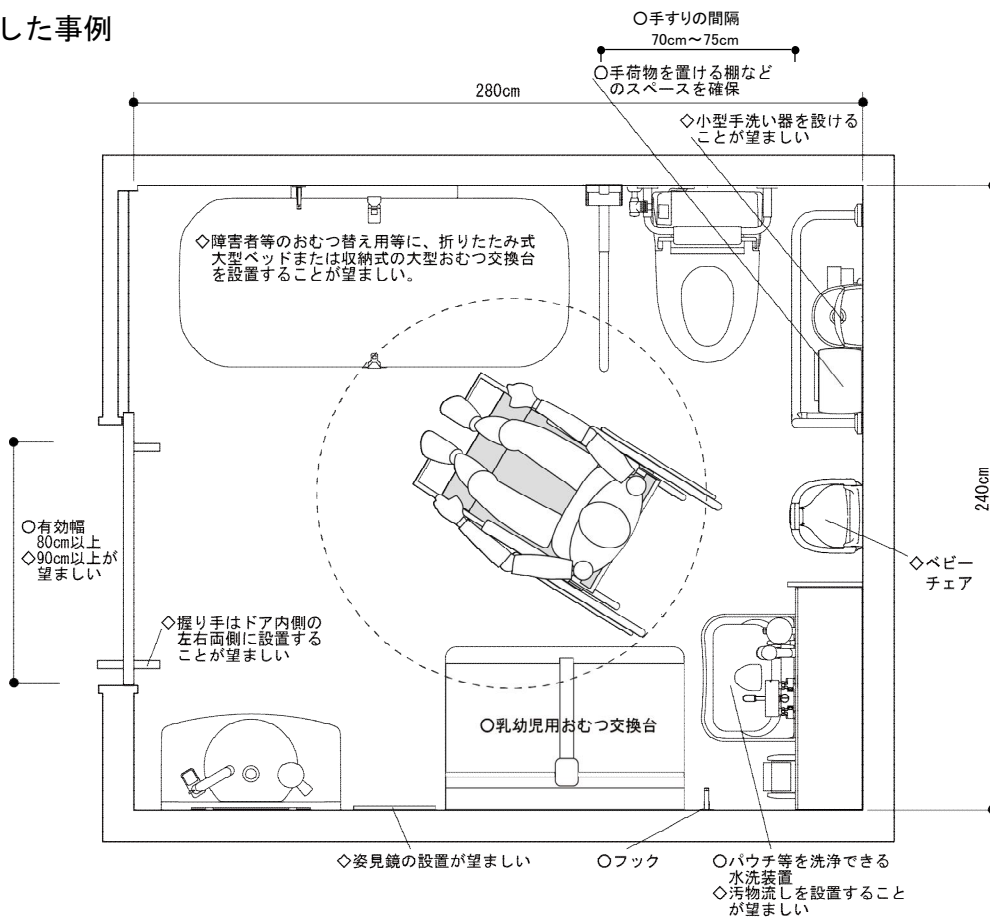 した事例
○手すりの間隔
70cm～75cm
○手荷物を置ける棚など
のスペースを確保
280cm
◇小型手洗い器を設ける
ことが望ましい
◇障害者等のおむつ替え用等に、折りたたみ式
大型ベッドまたは収納式の大型おむつ交換台
を設置することが望ましい。
240cm
○有効幅
80cm以上
◇90cm以上が
望ましい
◇ベビー
チェア
◇握り手はドア内側の
左右両側に設置する
ことが望ましい
○乳幼児用おむつ交換台
◇姿見鏡の設置が望ましい
○フック
○パウチ等を洗浄できる
水洗装置
◇汚物流しを設置すること
が望ましい